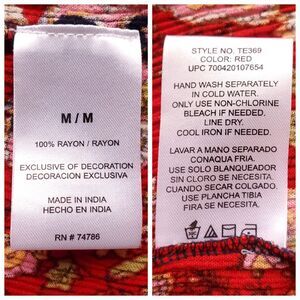 M / M
100% RAYON / RAYON
EXCLUSIVE OF DECORATION
DECORACION EXCLUSIVA
MADE IN INDIA
HECHO EN INDIA
RN # 74786
STYLE NO. TE369
COLOR: RED
UPC 700420107654
HAND WASH SEPARATELY
IN COLD WATER.
ONLY USE NON-CHLORINE
BLEACH IF NEEDED.
LINE DRY.
COOL IRON IF NEEDED.
LAVAR A MANO SEPARADO
CONAQUA FRIA.
USE SOLO BLANQUEADOR
SIN CLORO SE NECESITA.
CUANDO SECAR COLGADO.
USE PLANCHA TIBIA
FIRA SE NECESITA.